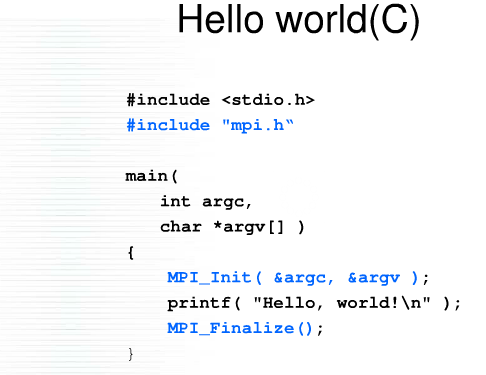 Hello world(C)
#include <stdio.h>
#include "mpi.h“
main(
int argc,
char *argv[] )
{
MPI_Init( &argc, &argv );
printf( "Hello, world!\n" );
MPI_Finalize();
}